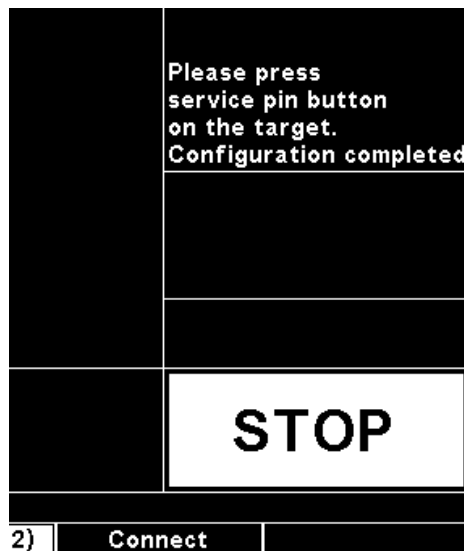 Please press
service pin button
on the target.
Configuration completed
STOP
2) Connect